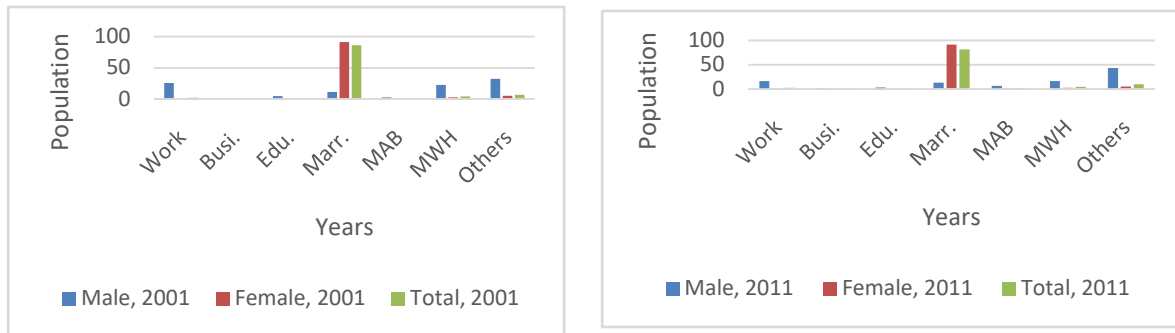 Population
100
50
0
Work
Busi.
Edu.
Marr.
MAB
MWH
Others
Years
Male, 2001 Female, 2001 Total, 2001
Population
100
50
0
Work
Busi.
Edu.
Marr.
MAB
MWH
Others
Years
Male, 2011 Female, 2011 Total, 2011